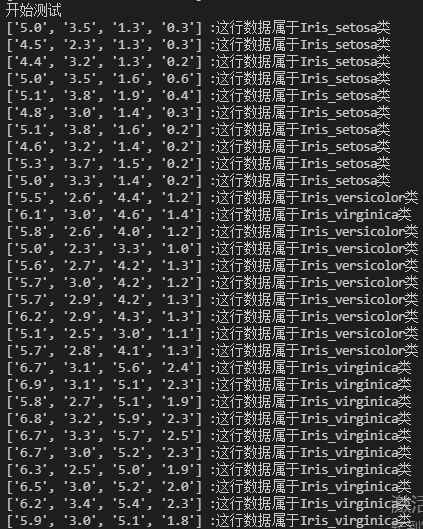 开始测试
['5.0', '3.5', '1.3', '0.3'] :这行数据属于Iris_setosa类
['4.5', '2.3', '1.3', '0.3'] :这行数据属于Iris_setosa类
['4.4', '3.2', '1.3', '0.2'] :这行数据属于Iris_setosa类
['5.0', '3.5', '1.6', '0.6'] :这行数据属于Iris_setosa类
['5.1', '3.8', '1.9', '0.4'] :这行数据属于Iris_setosa类
['4.8', '3.0', '1.4', '0.3'] :这行数据属于Iris_setosa类
['5.1', '3.8', '1.6', '0.2'] :这行数据属于Iris_setosa类
['4.6', '3.2', '1.4', '0.2'] :这行数据属于Iris_setosa类
['5.3', '3.7', '1.5', '0.2'] :这行数据属于Iris_setosa类
['5.0', '3.3', '1.4', '0.2'] :这行数据属于Iris_setosa类
['5.5', '2.6', '4.4', '1.2'] :这行数据属于Iris_versicolor类
['6.1', '3.0', '4.6', '1.4'] :这行数据属于Iris_virginica类
['5.8', '2.6', '4.0', '1.2'] :这行数据属于Iris_versicolor类
['5.0', '2.3', '3.3', '1.0'] :这行数据属于Iris_versicolor类
['5.6', '2.7', '4.2', '1.3'] :这行数据属于Iris_versicolor类
['5.7', '3.0', '4.2', '1.2'] :这行数据属于Iris_versicolor类
['5.7', '2.9', '4.2', '1.3'] :这行数据属于Iris_versicolor类
['6.2', '2.9', '4.3', '1.3'] :这行数据属于Iris_versicolor类
['5.1', '2.5', '3.0', '1.1'] :这行数据属于Iris_versicolor类
['5.7', '2.8', '4.1', '1.3'] :这行数据属于Iris_versicolor类
['6.7', '3.1', '5.6', '2.4'] :这行数据属于Iris_virginica类
['6.9', '3.1', '5.1', '2.3'] :这行数据属于Iris_virginica类
['5.8', '2.7', '5.1', '1.9'] :这行数据属于Iris_virginica类
['6.8', '3.2', '5.9', '2.3'] :这行数据属于Iris_virginica类
['6.7', '3.3', '5.7', '2.5'] :这行数据属于Iris_virginica类
['6.7', '3.0', '5.2', '2.3'] :这行数据属于Iris_virginica类
['6.3', '2.5', '5.0', '1.9'] :这行数据属于Iris_virginica类
['6.5', '3.0', '5.2', '2.0'] :这行数据属于Iris_virginica类
['6.2', '3.4', '5.4', '2.3'] :这行数据属于Iris_virginica类
['5.9', '3.0', '5.1', '1.8'] :这行数据属于Iris_virginica类